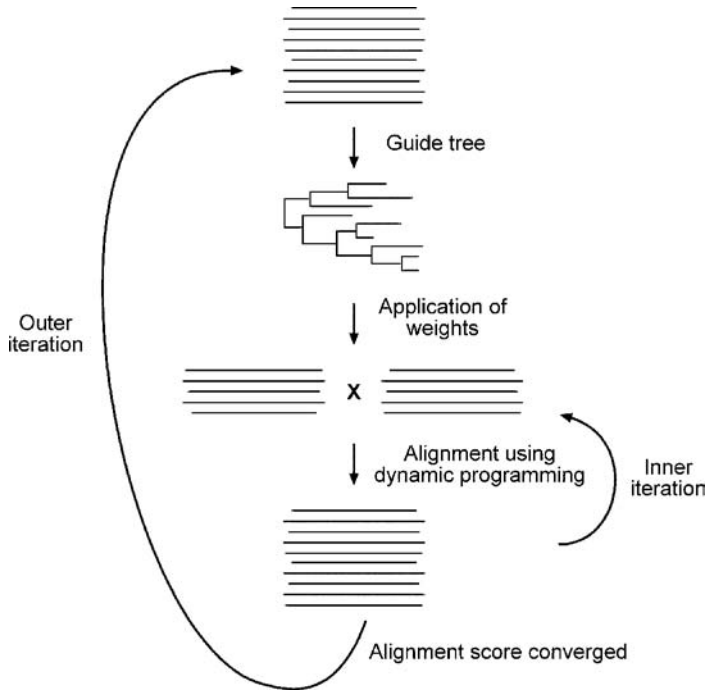 Guide tree
Application of
weights
Outer
iteration
X
Alignment using
dynamic programming
Inner
iteration
Alignment score converged